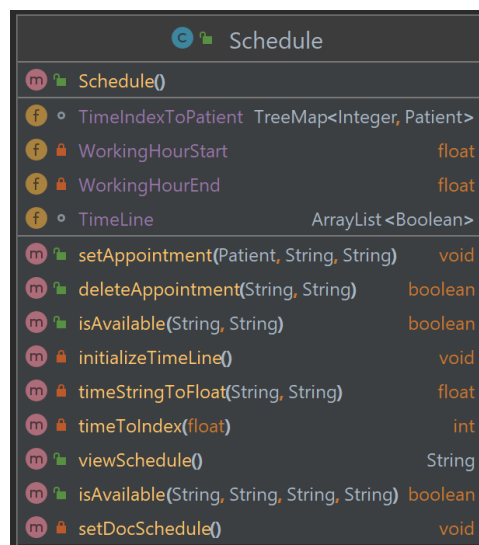 Schedule
Schedule()
TimeIndexToPatient TreeMap<Integer, Patient>
WorkingHourStart float
WorkingHourEnd float
TimeLine ArrayList<Boolean>
setAppointment(Patient, String, String) void
deleteAppointment(String, String) boolean
isAvailable(String, String) boolean
initializeTimeLine() void
timeStringToFloat(String, String) float
timeToIndex(float) int
viewSchedule() String
isAvailable(String, String, String, String) boolean
setDocSchedule() void